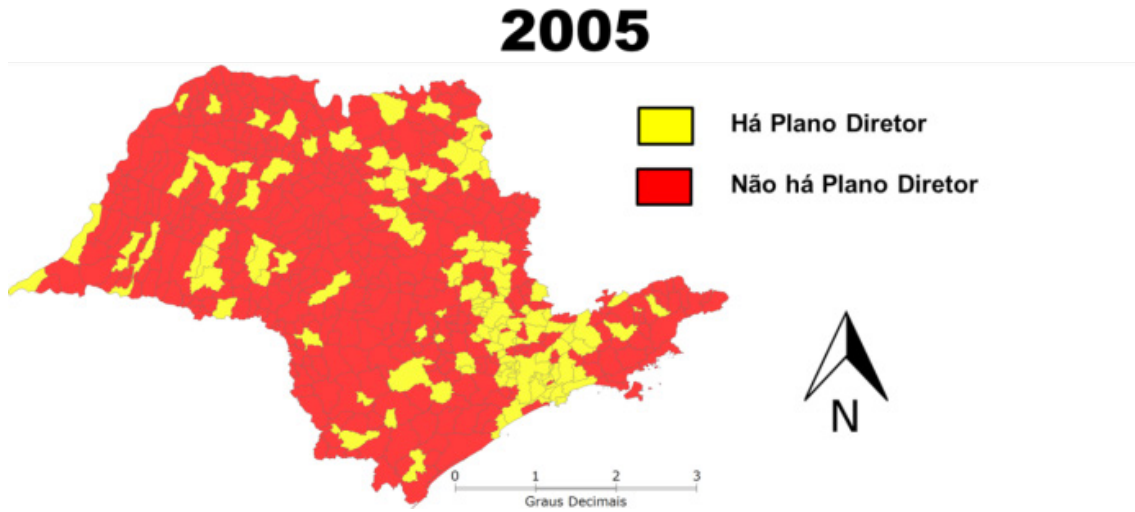 2005
Há Plano Diretor
Não há Plano Diretor
N
0 1 2 3
Graus Decimais